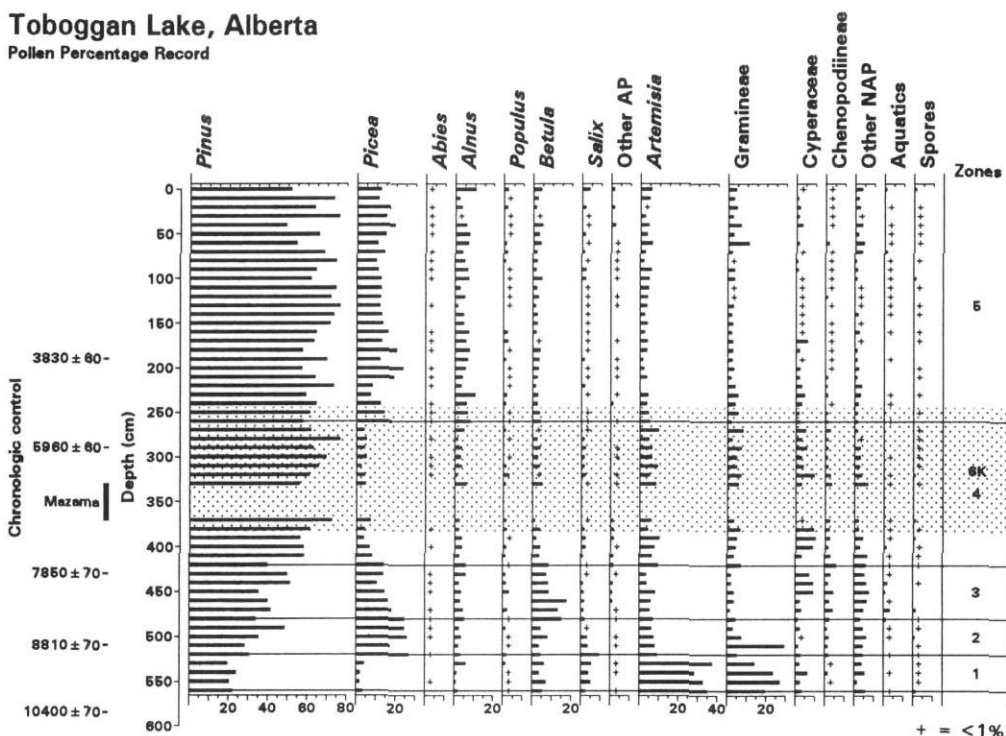 Toboggan Lake, Alberta
Pollen Percentage Record
Pinus
Picea
Abies
Alnus
Populus
Betula
Salix
Other AP
Artemisia
Gramineae
Cyperaceae
Chenopodiineae
Other NAP
Aquatics
Spores
Zones
Chronologic control
3830 ± 60-
5960 ± 60-
Mazama
7850 ± 70-
8810 ± 70-
10400 ± 70-
Depth (cm)
0
50
100
150
200
250
300
350
400
450
500
550
600
5
6K
4
3
2
1
20 40 60 80 20 20 20 20 40 20
+ = <1%